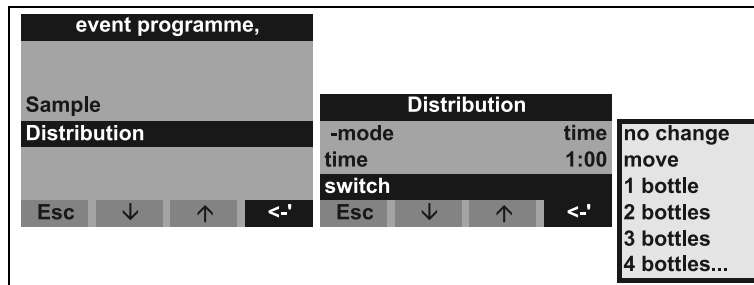 event programme,
Sample
Distribution
Esc ↓ ↑ <-'
Distribution
-mode time
time 1:00
switch
Esc ↓ ↑ <-'
no change
move
1 bottle
2 bottles
3 bottles
4 bottles...